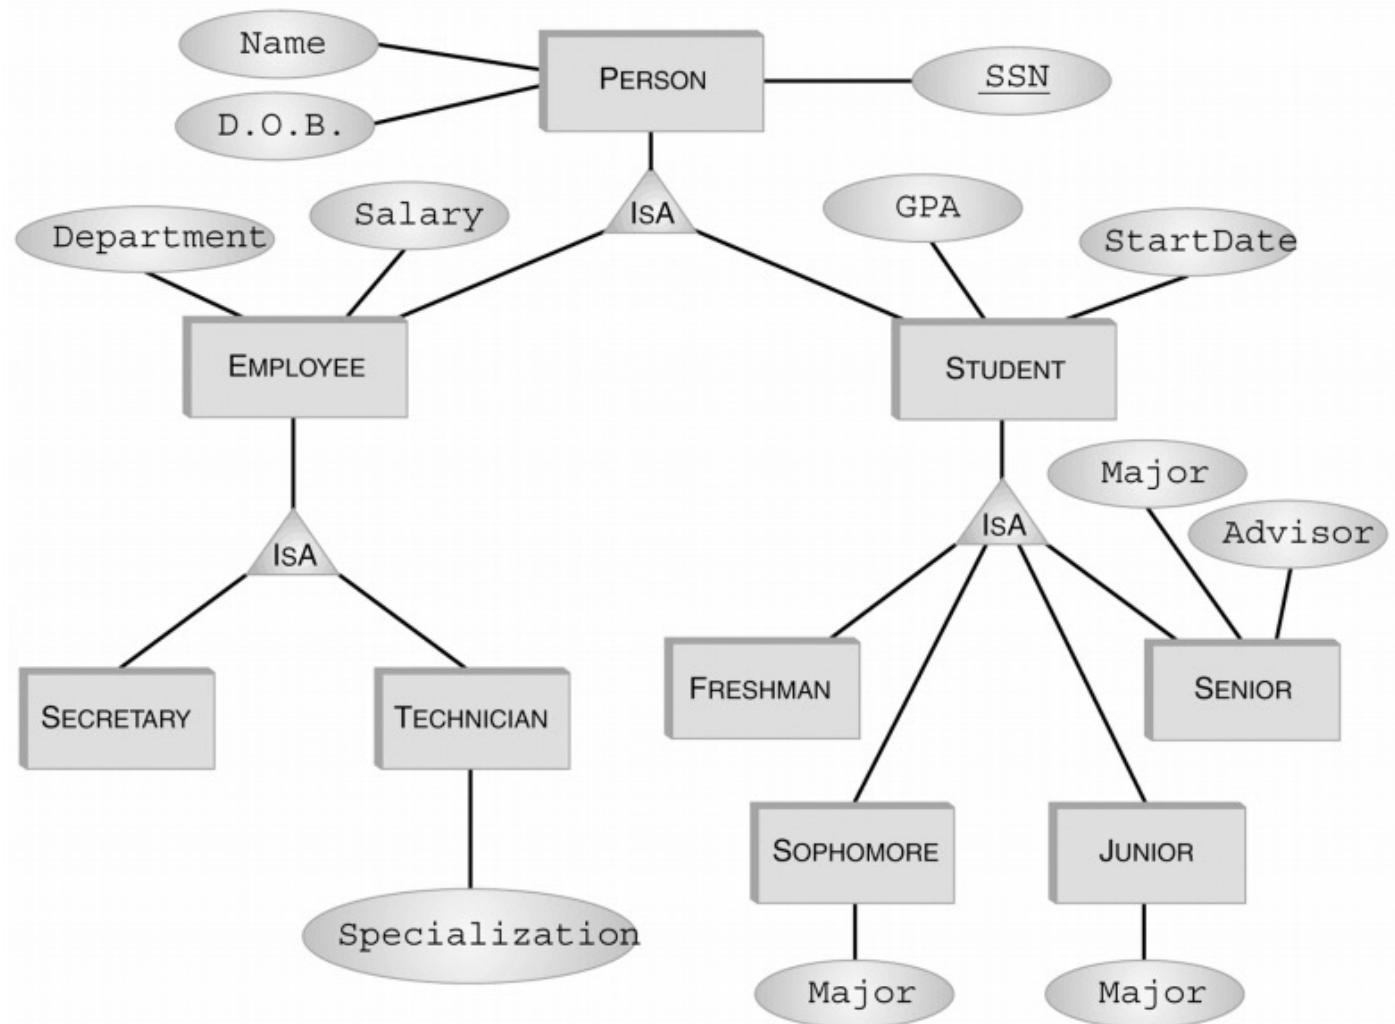 Name
PERSON
SSN
D.O.B.
Department
Salary
ISA
GPA
StartDate
EMPLOYEE
STUDENT
Major
Advisor
ISA
ISA
SECRETARY
TECHNICIAN
FRESHMAN
SENIOR
SOPHOMORE
JUNIOR
Specialization
Major
Major